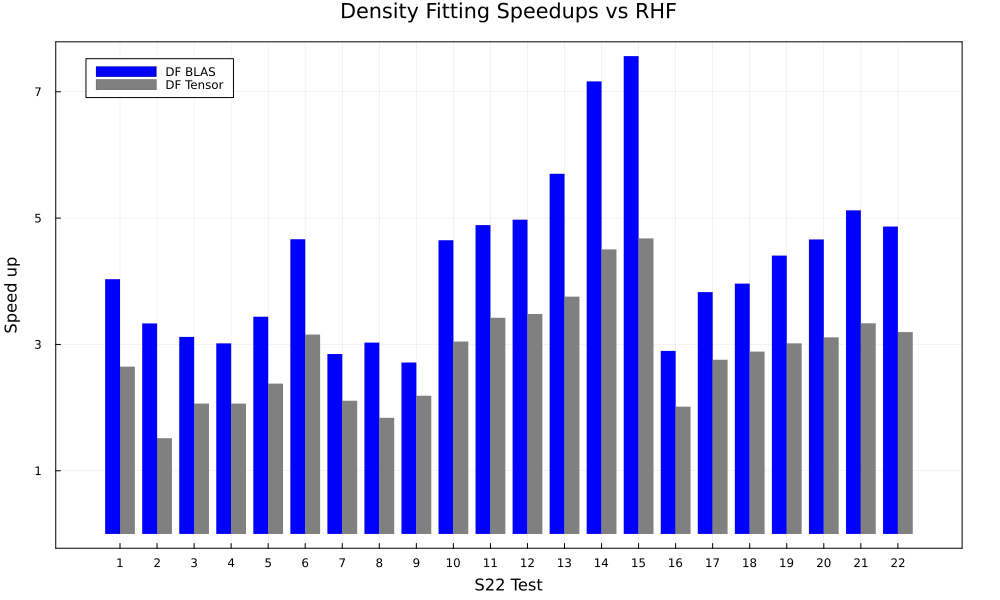 Density Fitting Speedups vs RHF
DF BLAS
DF Tensor
7
5
3
1
Speed up
1 2 3 4 5 6 7 8 9 10 11 12 13 14 15 16 17 18 19 20 21 22
S22 Test